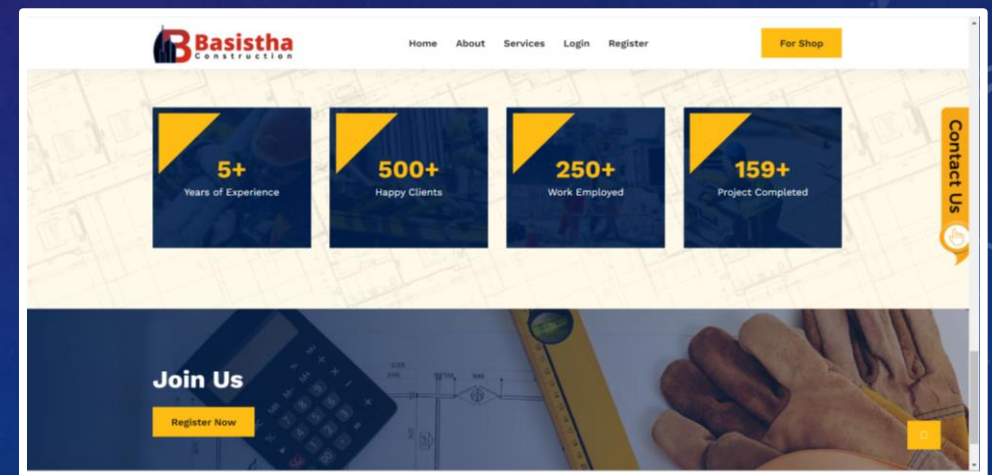 Basistha
Construction
Home About Services Login Register
For Shop
5+
Years of Experience
500+
Happy Clients
250+
Work Employed
159+
Project Completed
Contact Us
Join Us
Register Now